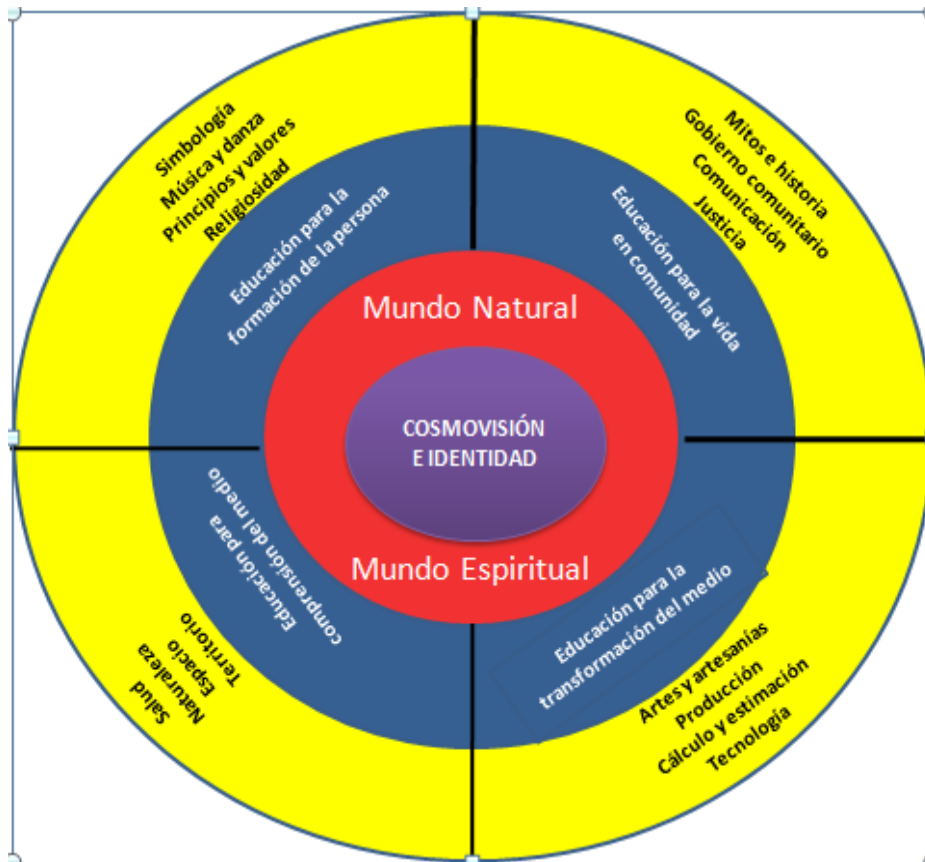 Simbología
Música y danza
Principios y valores
Religiosidad
Educación para la
formación de la persona
Mitos e historia
Gobierno comunitario
Comunicación
Justicia
Educación para la vida
en comunidad
Mundo Natural
COSMOVISIÓN
E IDENTIDAD
Mundo Espiritual
Educación para
comprensión del medio
Salud
Naturaleza
Espacio
Territorio
Educación para la
transformación del medio
Artes y artesanías
Producción
Cálculo y estimación
Tecnología